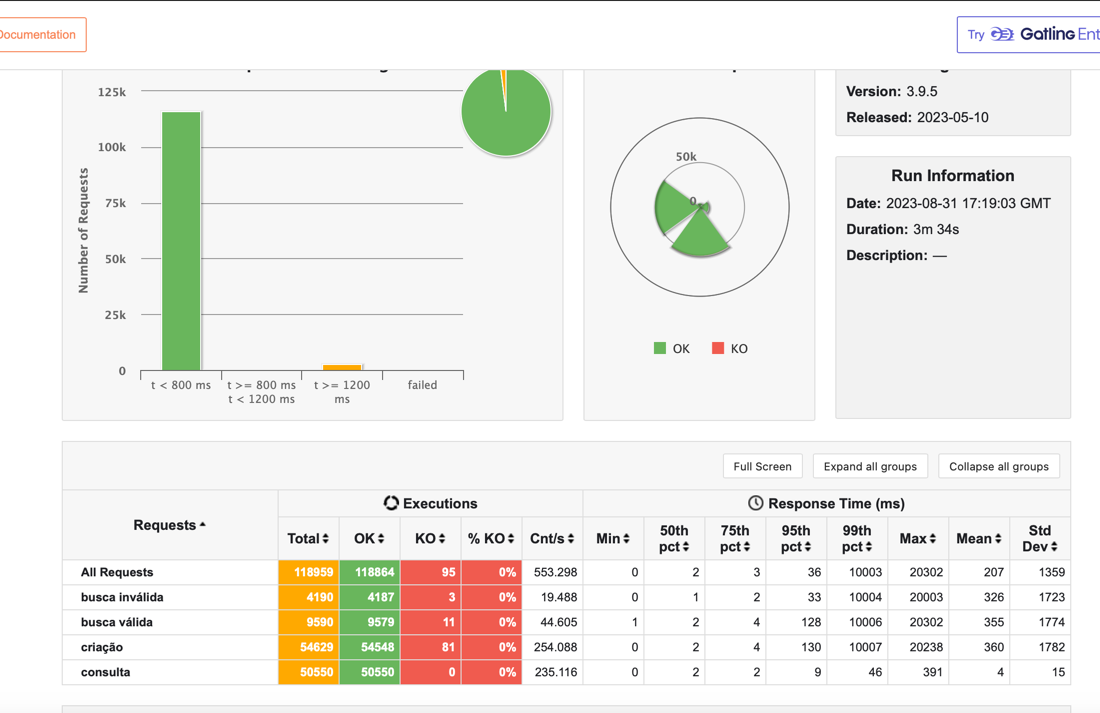 Documentation
Try Gatling Ent
125k
100k
75k
50k
25k
0
Number of Requests
t < 800 ms
t >= 800 ms
t < 1200 ms
t >= 1200
ms
failed
50k
0
OK
KO
Version: 3.9.5
Released: 2023-05-10
Run Information
Date: 2023-08-31 17:19:03 GMT
Duration: 3m 34s
Description: —
Full Screen
Expand all groups
Collapse all groups
Requests
Executions
Response Time (ms)
Total OK KO % KO Cnt/s Min 50th pct 75th pct 95th pct 99th pct Max Mean Std Dev
All Requests 118959 118864 95 0% 553.298 0 2 3 36 10003 20302 207 1359
busca inválida 4190 4187 3 0% 19.488 0 1 2 33 10004 20003 326 1723
busca válida 9590 9579 11 0% 44.605 1 2 4 128 10006 20302 355 1774
criação 54629 54548 81 0% 254.088 0 2 4 130 10007 20238 360 1782
consulta 50550 50550 0 0% 235.116 0 2 2 9 46 391 4 15